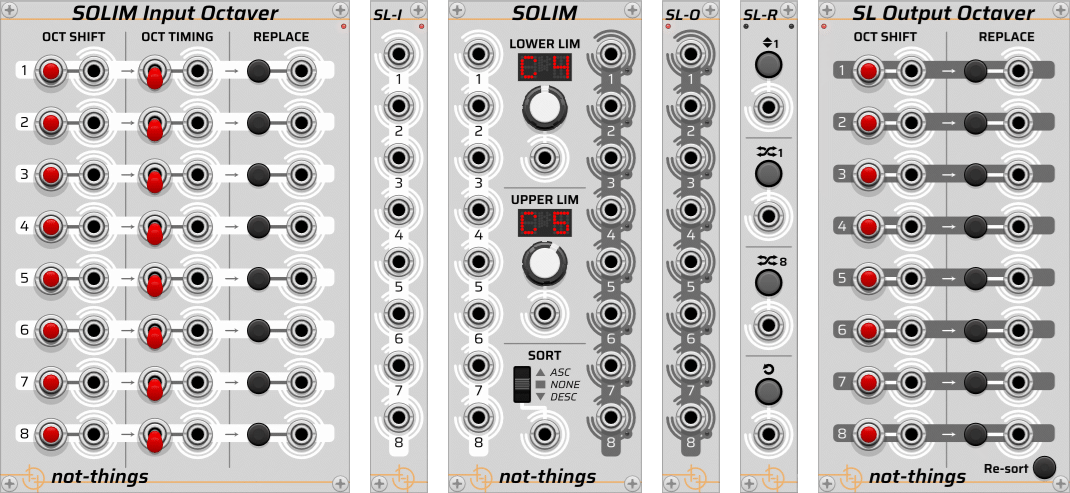 SOLIM Input Octaver
OCT SHIFT OCT TIMING REPLACE
1
2
3
4
5
6
7
8
not-things
SL-I
1
2
3
4
5
6
7
8
SOLIM
LOWER LIM
C 4
UPPER LIM
C 5
SORT
ASC
NONE
DESC
1
2
3
4
5
6
7
8
1
2
3
4
5
6
7
8
not-things
SL-O
1
2
3
4
5
6
7
8
SL-R
1
1
8
SL Output Octaver
OCT SHIFT REPLACE
1
2
3
4
5
6
7
8
Re-sort
not-things